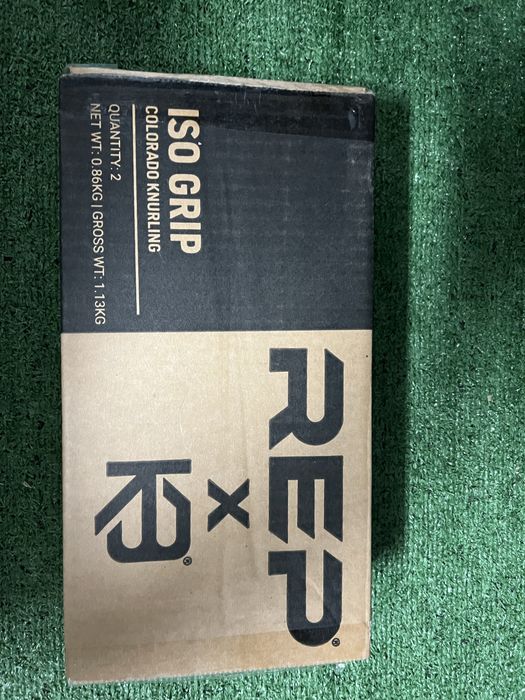 ISO GRIP
COLORADO KNURLING
QUANTITY: 2
NET WT: 0.86KG | GROSS WT: 1.13KG
REP®
X